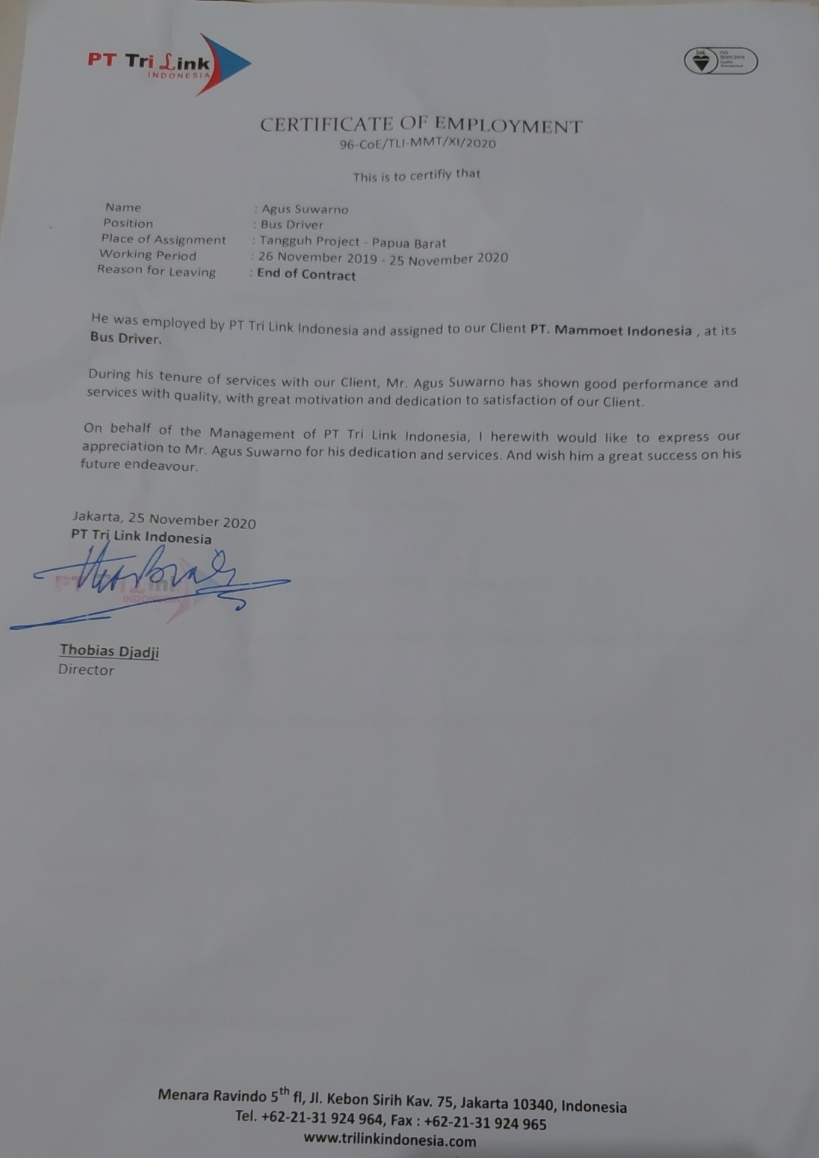 PT Tri Link
INDONESIA
CERTIFICATE OF EMPLOYMENT
96-CoE/TLI-MMT/XI/2020
This is to certifiy that
Name : Agus Suwarno
Position : Bus Driver
Place of Assignment : Tangguh Project - Papua Barat
Working Period : 26 November 2019 - 25 November 2020
Reason for Leaving : End of Contract
He was employed by PT Tri Link Indonesia and assigned to our Client PT. Mammoet Indonesia , at its
Bus Driver.
During his tenure of services with our Client, Mr. Agus Suwarno has shown good performance and
services with quality, with great motivation and dedication to satisfaction of our Client.
On behalf of the Management of PT Tri Link Indonesia, I herewith would like to express our
appreciation to Mr. Agus Suwarno for his dedication and services. And wish him a great success on his
future endeavour.
Jakarta, 25 November 2020
PT Tri Link Indonesia
PT Tri Link
INDONESIA
Thobias Djadji
Director
Menara Ravindo 5th fl, Jl. Kebon Sirih Kav. 75, Jakarta 10340, Indonesia
Tel. +62-21-31 924 964, Fax : +62-21-31 924 965
www.trilinkindonesia.com